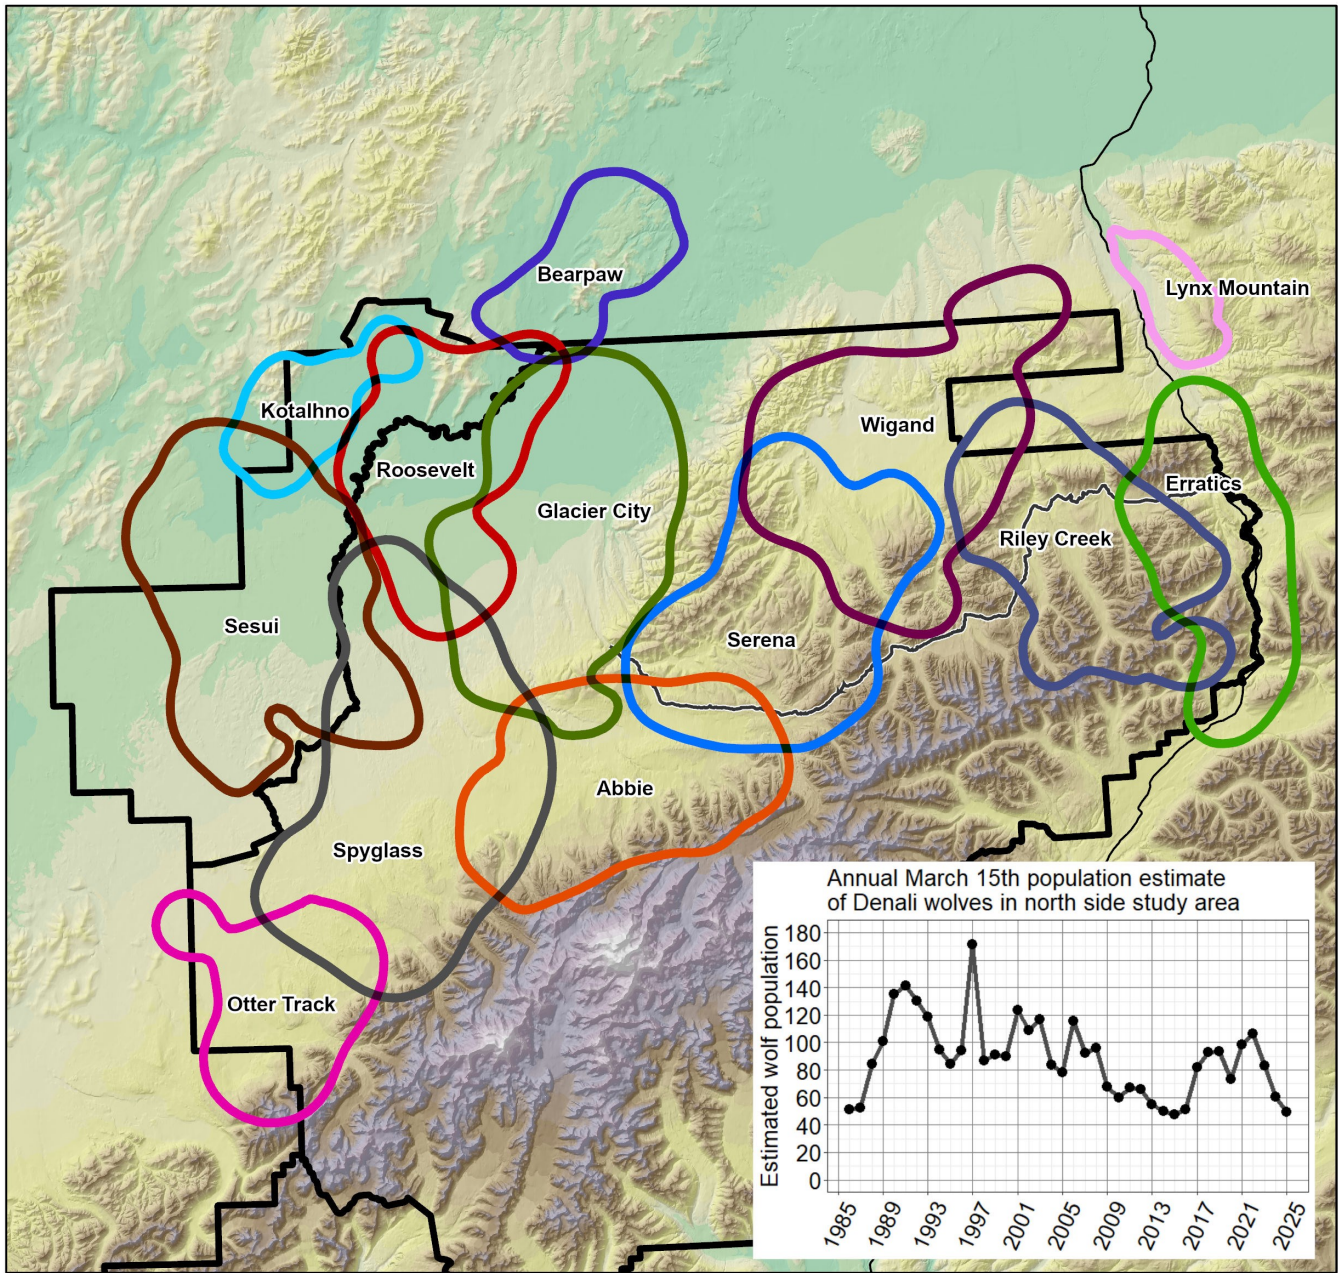 Bearpaw
Lynx Mountain
Kotalhno
Wigand
Roosevelt
Erratics
Glacier City
Riley Creek
Sesui
Serena
Abbie
Spyglass
Otter Track
Annual March 15th population estimate
of Denali wolves in north side study area
Estimated wolf population
180
160
140
120
100
80
60
40
20
0
1985
1989
1993
1997
2001
2005
2009
2013
2017
2021
2025